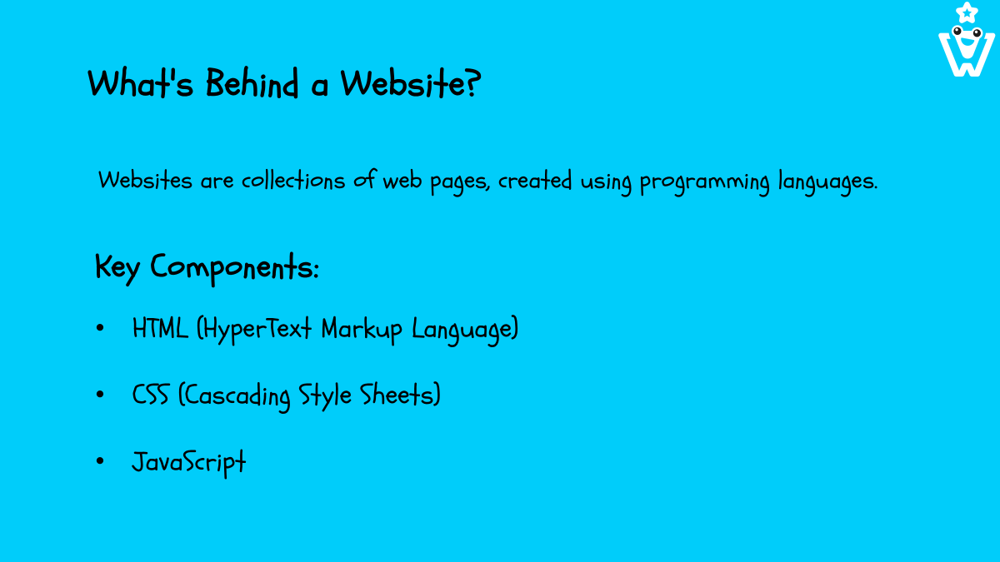 What's Behind a Website?
Websites are collections of web pages, created using programming languages.
Key Components:
• HTML (HyperText Markup Language)
• CSS (Cascading Style Sheets)
• JavaScript